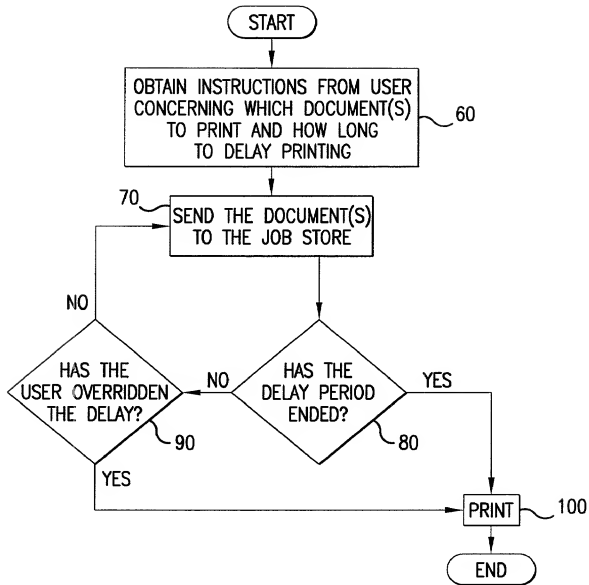 START
OBTAIN INSTRUCTIONS FROM USER
CONCERNING WHICH DOCUMENT(S)
TO PRINT AND HOW LONG
TO DELAY PRINTING
60
70
SEND THE DOCUMENT(S)
TO THE JOB STORE
NO
HAS THE
USER OVERRIDDEN
THE DELAY?
90
YES
NO
HAS THE
DELAY PERIOD
ENDED?
80
YES
PRINT
100
END